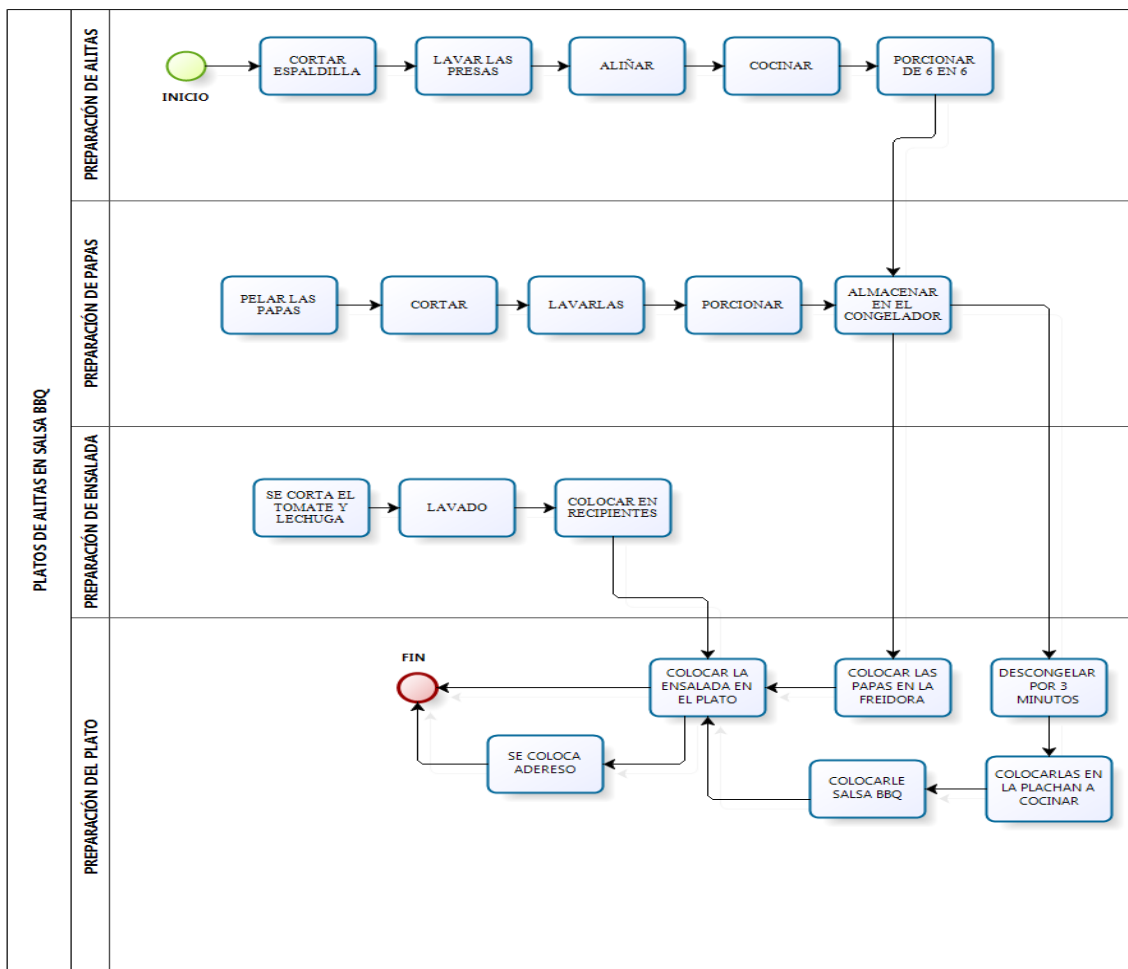 PLATOS DE ALITAS EN SALSA BBQ
PREPARACIÓN DE ALITAS
INICIO
CORTAR
ESPALDILLA
LAVAR LAS
PRESAS
ALIÑAR
COCINAR
PORCIONAR
DE 6 EN 6
PREPARACIÓN DE PAPAS
PELAR LAS
PAPAS
CORTAR
LAVARLAS
PORCIONAR
ALMACENAR
EN EL
CONGELADOR
PREPARACIÓN DE ENSALADA
SE CORTA EL
TOMATE Y
LECHUGA
LAVADO
COLOCAR EN
RECIPIENTES
PREPARACIÓN DEL PLATO
FIN
COLOCAR LA
ENSALADA EN
EL PLATO
COLOCAR LAS
PAPAS EN LA
FREIDORA
DESCONGELAR
POR 3
MINUTOS
SE COLOCA
ADERESO
COLOCARLE
SALSA BBQ
COLOCARLAS EN
LA PLACHAN A
COCINAR